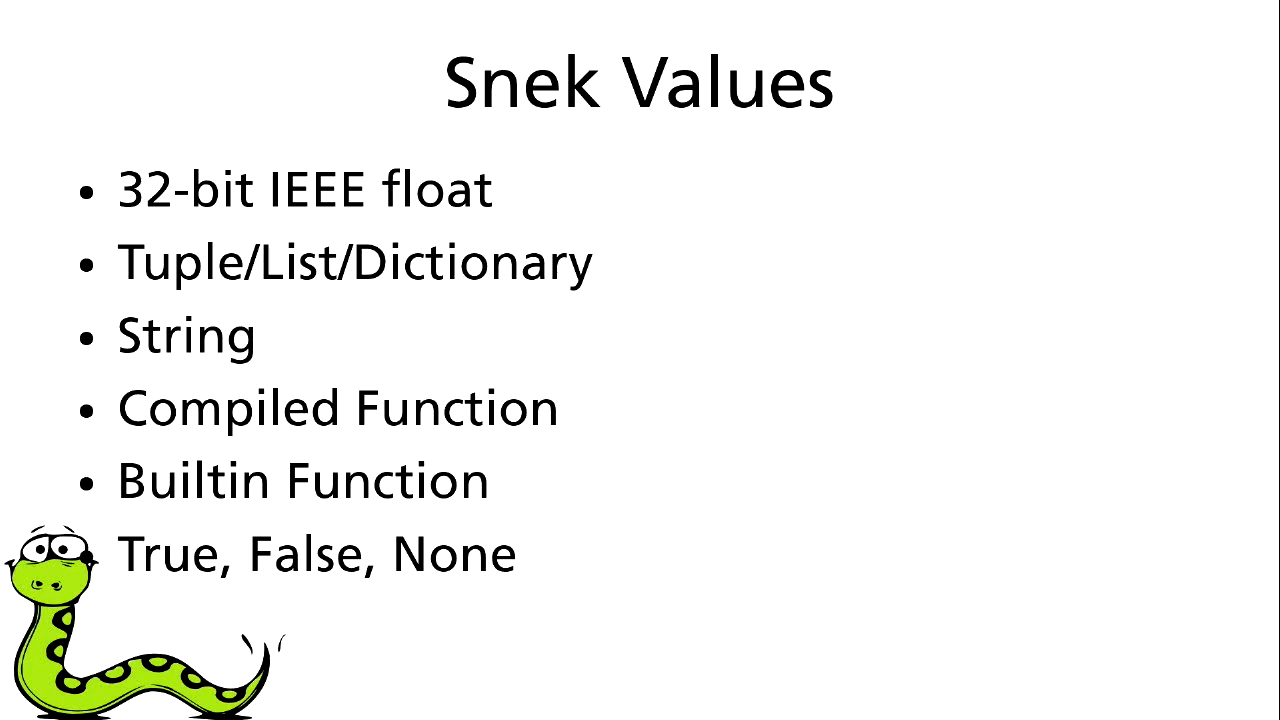 Snek Values
• 32-bit IEEE float
• Tuple/List/Dictionary
• String
• Compiled Function
• Builtin Function
• True, False, None